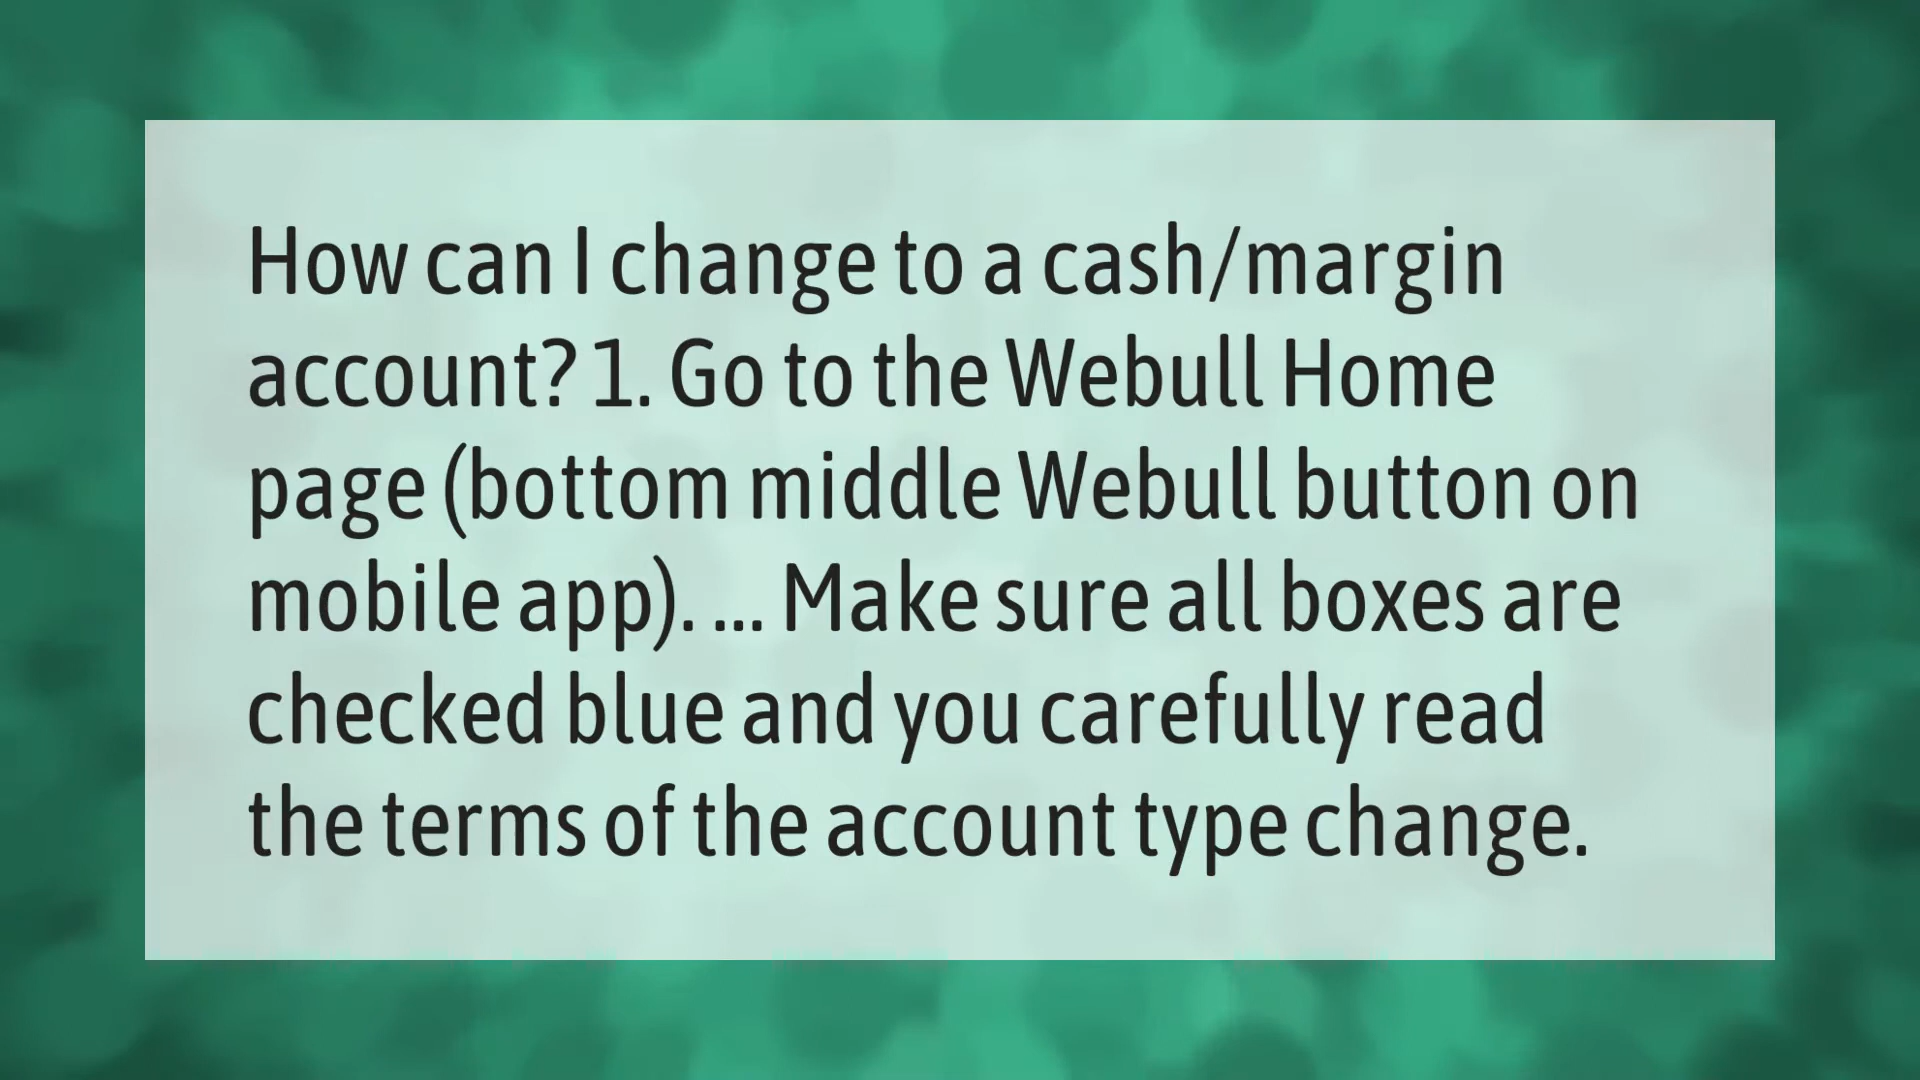 How can I change to a cash/margin
account? 1. Go to the Webull Home
page (bottom middle Webull button on
mobile app). ... Make sure all boxes are
checked blue and you carefully read
the terms of the account type change.